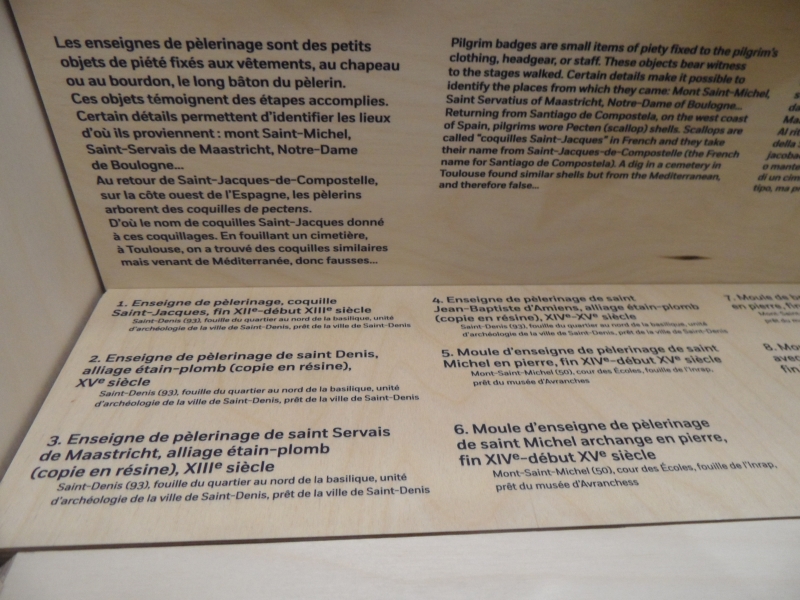 Les enseignes de pèlerinage sont des petits
objets de piété fixés aux vêtements, au chapeau
ou au bourdon, le long bâton du pèlerin.
Ces objets témoignent des étapes accomplies.
Certain détails permettent d'identifier les lieux
d'où ils proviennent : mont Saint-Michel,
Saint-Servais de Maastricht, Notre-Dame
de Boulogne...
Au retour de Saint-Jacques-de-Compostelle,
sur la côte ouest de l'Espagne, les pèlerins
arborent des coquilles de pectens.
D'où le nom de coquilles Saint-Jacques donné
à ces coquillages. En fouillant un cimetière,
à Toulouse, on a trouvé des coquilles similaires
mais venant de Méditerranée, donc fausses...
Pilgrim badges are small items of piety fixed to the pilgrim's
clothing, headgear, or staff. These objects bear witness
to the stages walked. Certain details make it possible to
identify the places from which they came: Mont Saint-Michel,
Saint Servatius of Maastricht, Notre-Dame of Boulogne...
Returning from Santiago de Compostela, on the west coast
of Spain, pilgrims wore Pecten (scallop) shells. Scallops are
called "coquilles Saint-Jacques" in French and they take
their name from Saint-Jacques-de-Compostelle (the French
name for Santiago de Compostela). A dig in a cemetery in
Toulouse found similar shells but from the Mediterranean,
and therefore false...
della
di un
tipo, ma
1. Enseigne de pèlerinage, coquille
Saint-Jacques, fin XIIe-début XIIIe siècle
Saint-Denis (93), fouille du quartier au nord de la basilique, unité
d'archéologie de la ville de Saint-Denis, prêt de la ville de Saint-Denis
2. Enseigne de pèlerinage de saint Denis,
alliage étain-plomb (copie en résine),
XVe siècle
Saint-Denis (93), fouille du quartier au nord de la basilique, unité
d'archéologie de la ville de Saint-Denis, prêt de la ville de Saint-Denis
3. Enseigne de pèlerinage de saint Servais
de Maastricht, alliage étain-plomb
(copie en résine), XIIIe siècle
Saint-Denis (93), fouille du quartier au nord de la basilique, unité
d'archéologie de la ville de Saint-Denis, prêt de la ville de Saint-Denis
4. Enseigne de pèlerinage de saint
Jean-Baptiste d'Amiens, alliage étain-plomb
(copie en résine), XIVe-XVe siècle
Saint-Denis (93), fouille du quartier au nord de la basilique, unité
d'archéologie de la ville de Saint-Denis, prêt de la ville de Saint-Denis
5. Moule d'enseigne de pèlerinage de saint
Michel en pierre, fin XIVe-début XVe siècle
Mont-Saint-Michel (50), cour des Écoles, fouille de l'Inrap,
prêt du musée d'Avranches
6. Moule d'enseigne de pèlerinage
de saint Michel archange en pierre,
fin XIVe-début XVe siècle
Mont-Saint-Michel (50), cour des Écoles, fouille de l'Inrap,
prêt du musée d'Avranchess
7. Moule de
en pierre,
8.
avec
fin